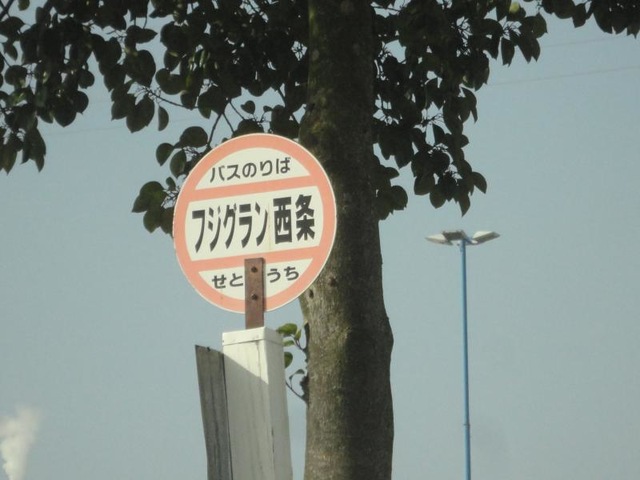 バスのりば
フジグラン西条
せとうち